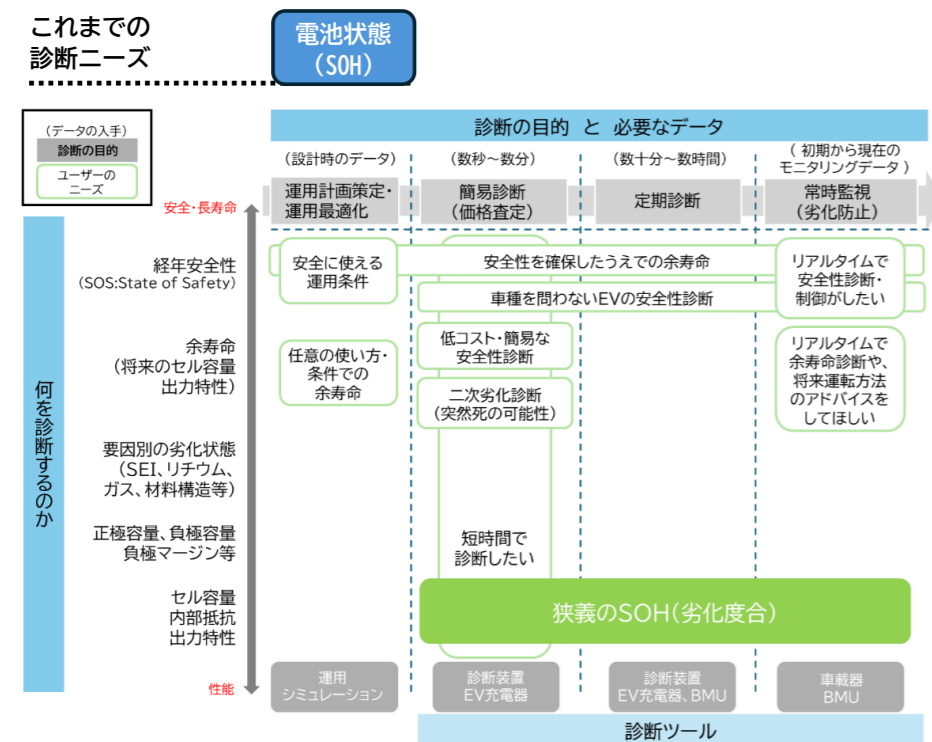 これまでの
診断ニーズ
電池状態
（SOH）
（データの入手）
診断の目的
ユーザーの
ニーズ
診断の目的 と 必要なデータ
（設計時のデータ）
（数秒～数分）
（数十分～数時間）
（ 初期から現在の
モニタリングデータ ）
運用計画策定・
運用最適化
簡易診断
（価格査定）
定期診断
常時監視
（劣化防止）
安全・長寿命
何を診断するのか
経年安全性
(SOS:State of Safety)
安全に使える
運用条件
安全性を確保したうえでの余寿命
車種を問わないEVの安全性診断
リアルタイムで
安全性診断・
制御がしたい
余寿命
（将来のセル容量
出力特性）
任意の使い方・
条件での
余寿命
低コスト・簡易な
安全性診断
二次劣化診断
（突然死の可能性）
リアルタイムで
余寿命診断や、
将来運転方法
のアドバイスを
してほしい
要因別の劣化状態
（SEI、リチウム、
ガス、材料構造等）
正極容量、負極容量
負極マージン等
短時間で
診断したい
セル容量
内部抵抗
出力特性
狭義のSOH（劣化度合）
性能
運用
シミュレーション
診断装置
EV充電器
診断装置
EV充電器、BMU
車載器
BMU
診断ツール